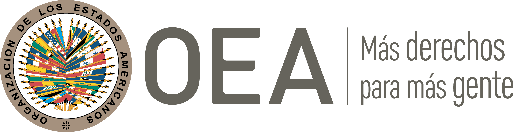 ORGANIZACION DE LOS ESTADOS AMERICANOS
OEA
Más derechos
para más gente